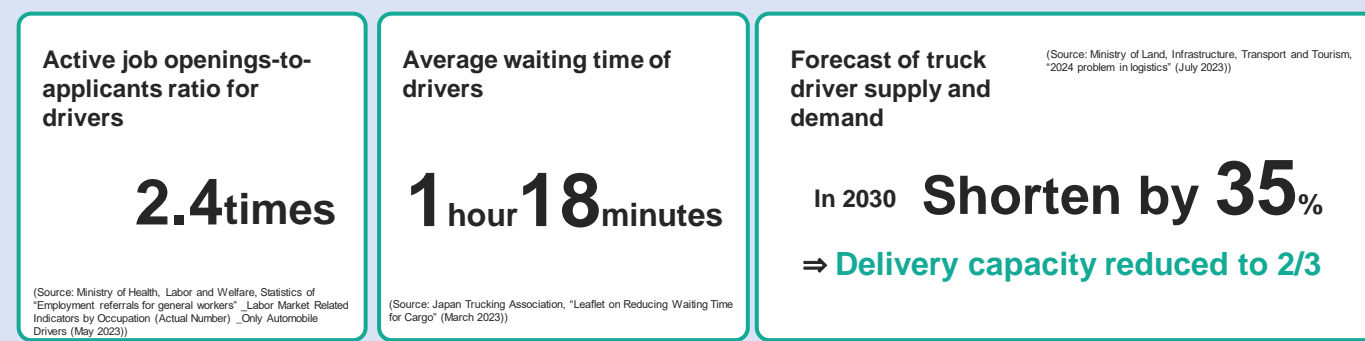 Active job openings-to-
applicants ratio for
drivers
2.4times
(Source: Ministry of Health, Labor and Welfare, Statistics of
"Employment referrals for general workers" _Labor Market Related
Indicators by Occupation (Actual Number) _Only Automobile
Drivers (May 2023))
Average waiting time of
drivers
1hour18minutes
(Source: Japan Trucking Association, "Leaflet on Reducing Waiting Time
for Cargo" (March 2023))
Forecast of truck
driver supply and
demand
(Source: Ministry of Land, Infrastructure, Transport and Tourism,
"2024 problem in logistics" (July 2023))
In 2030 Shorten by 35%
⇒ Delivery capacity reduced to 2/3